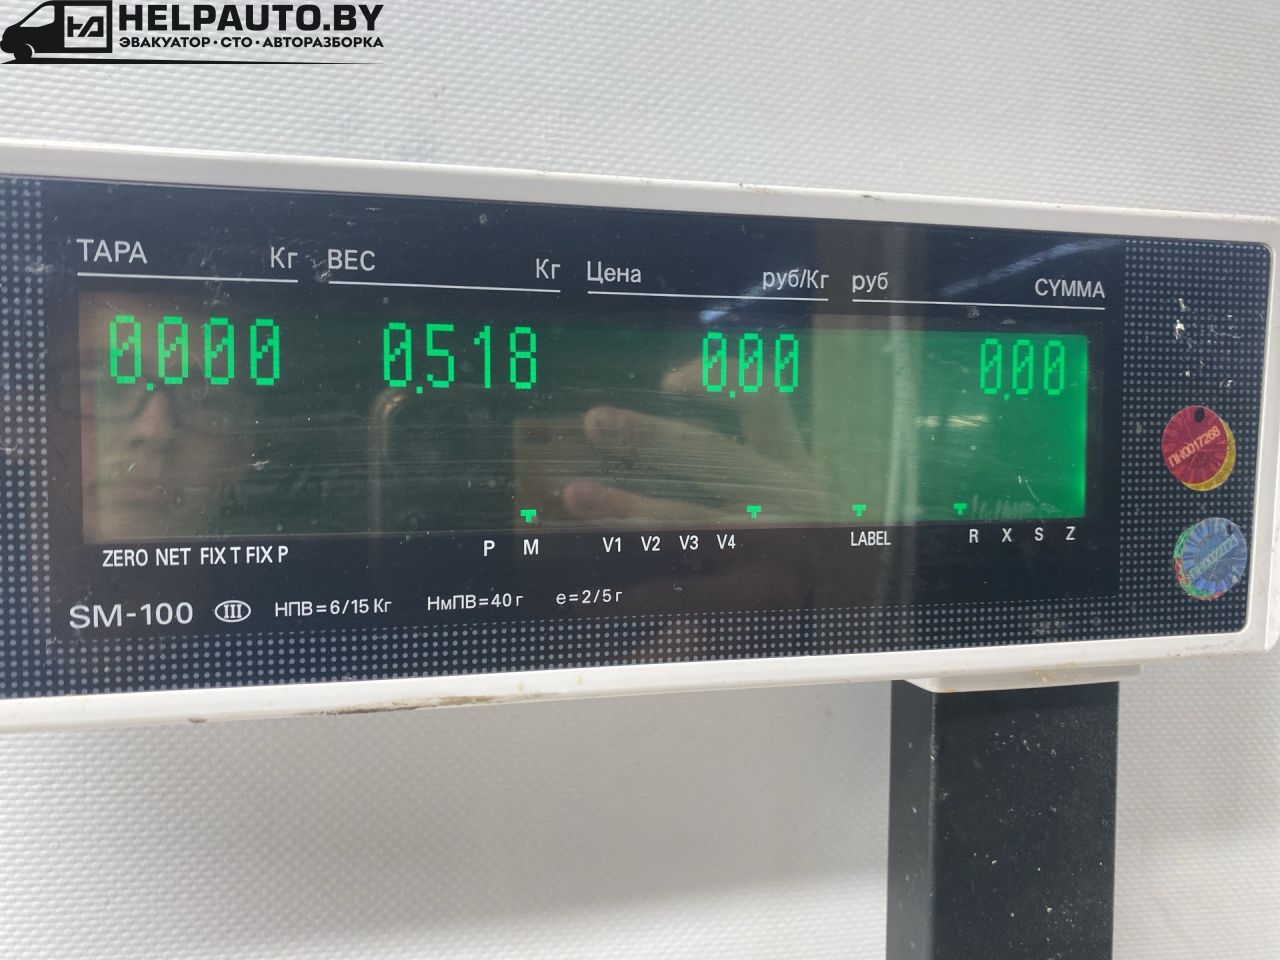 HELPAUTO.BY
ЭВАКУАТОР·СТО·АВТОРАЗБОРКА
ТАРА Кг ВЕС Кг Цена руб/Кг руб СУММА
0.000 0.518 0.00 0.00
ПН0017268
ZERO NET FIX T FIX P P M V1 V2 V3 V4 LABEL R X S Z
SM-100 III НПВ=6/15 Кг НмПВ=40 г e=2/5 г